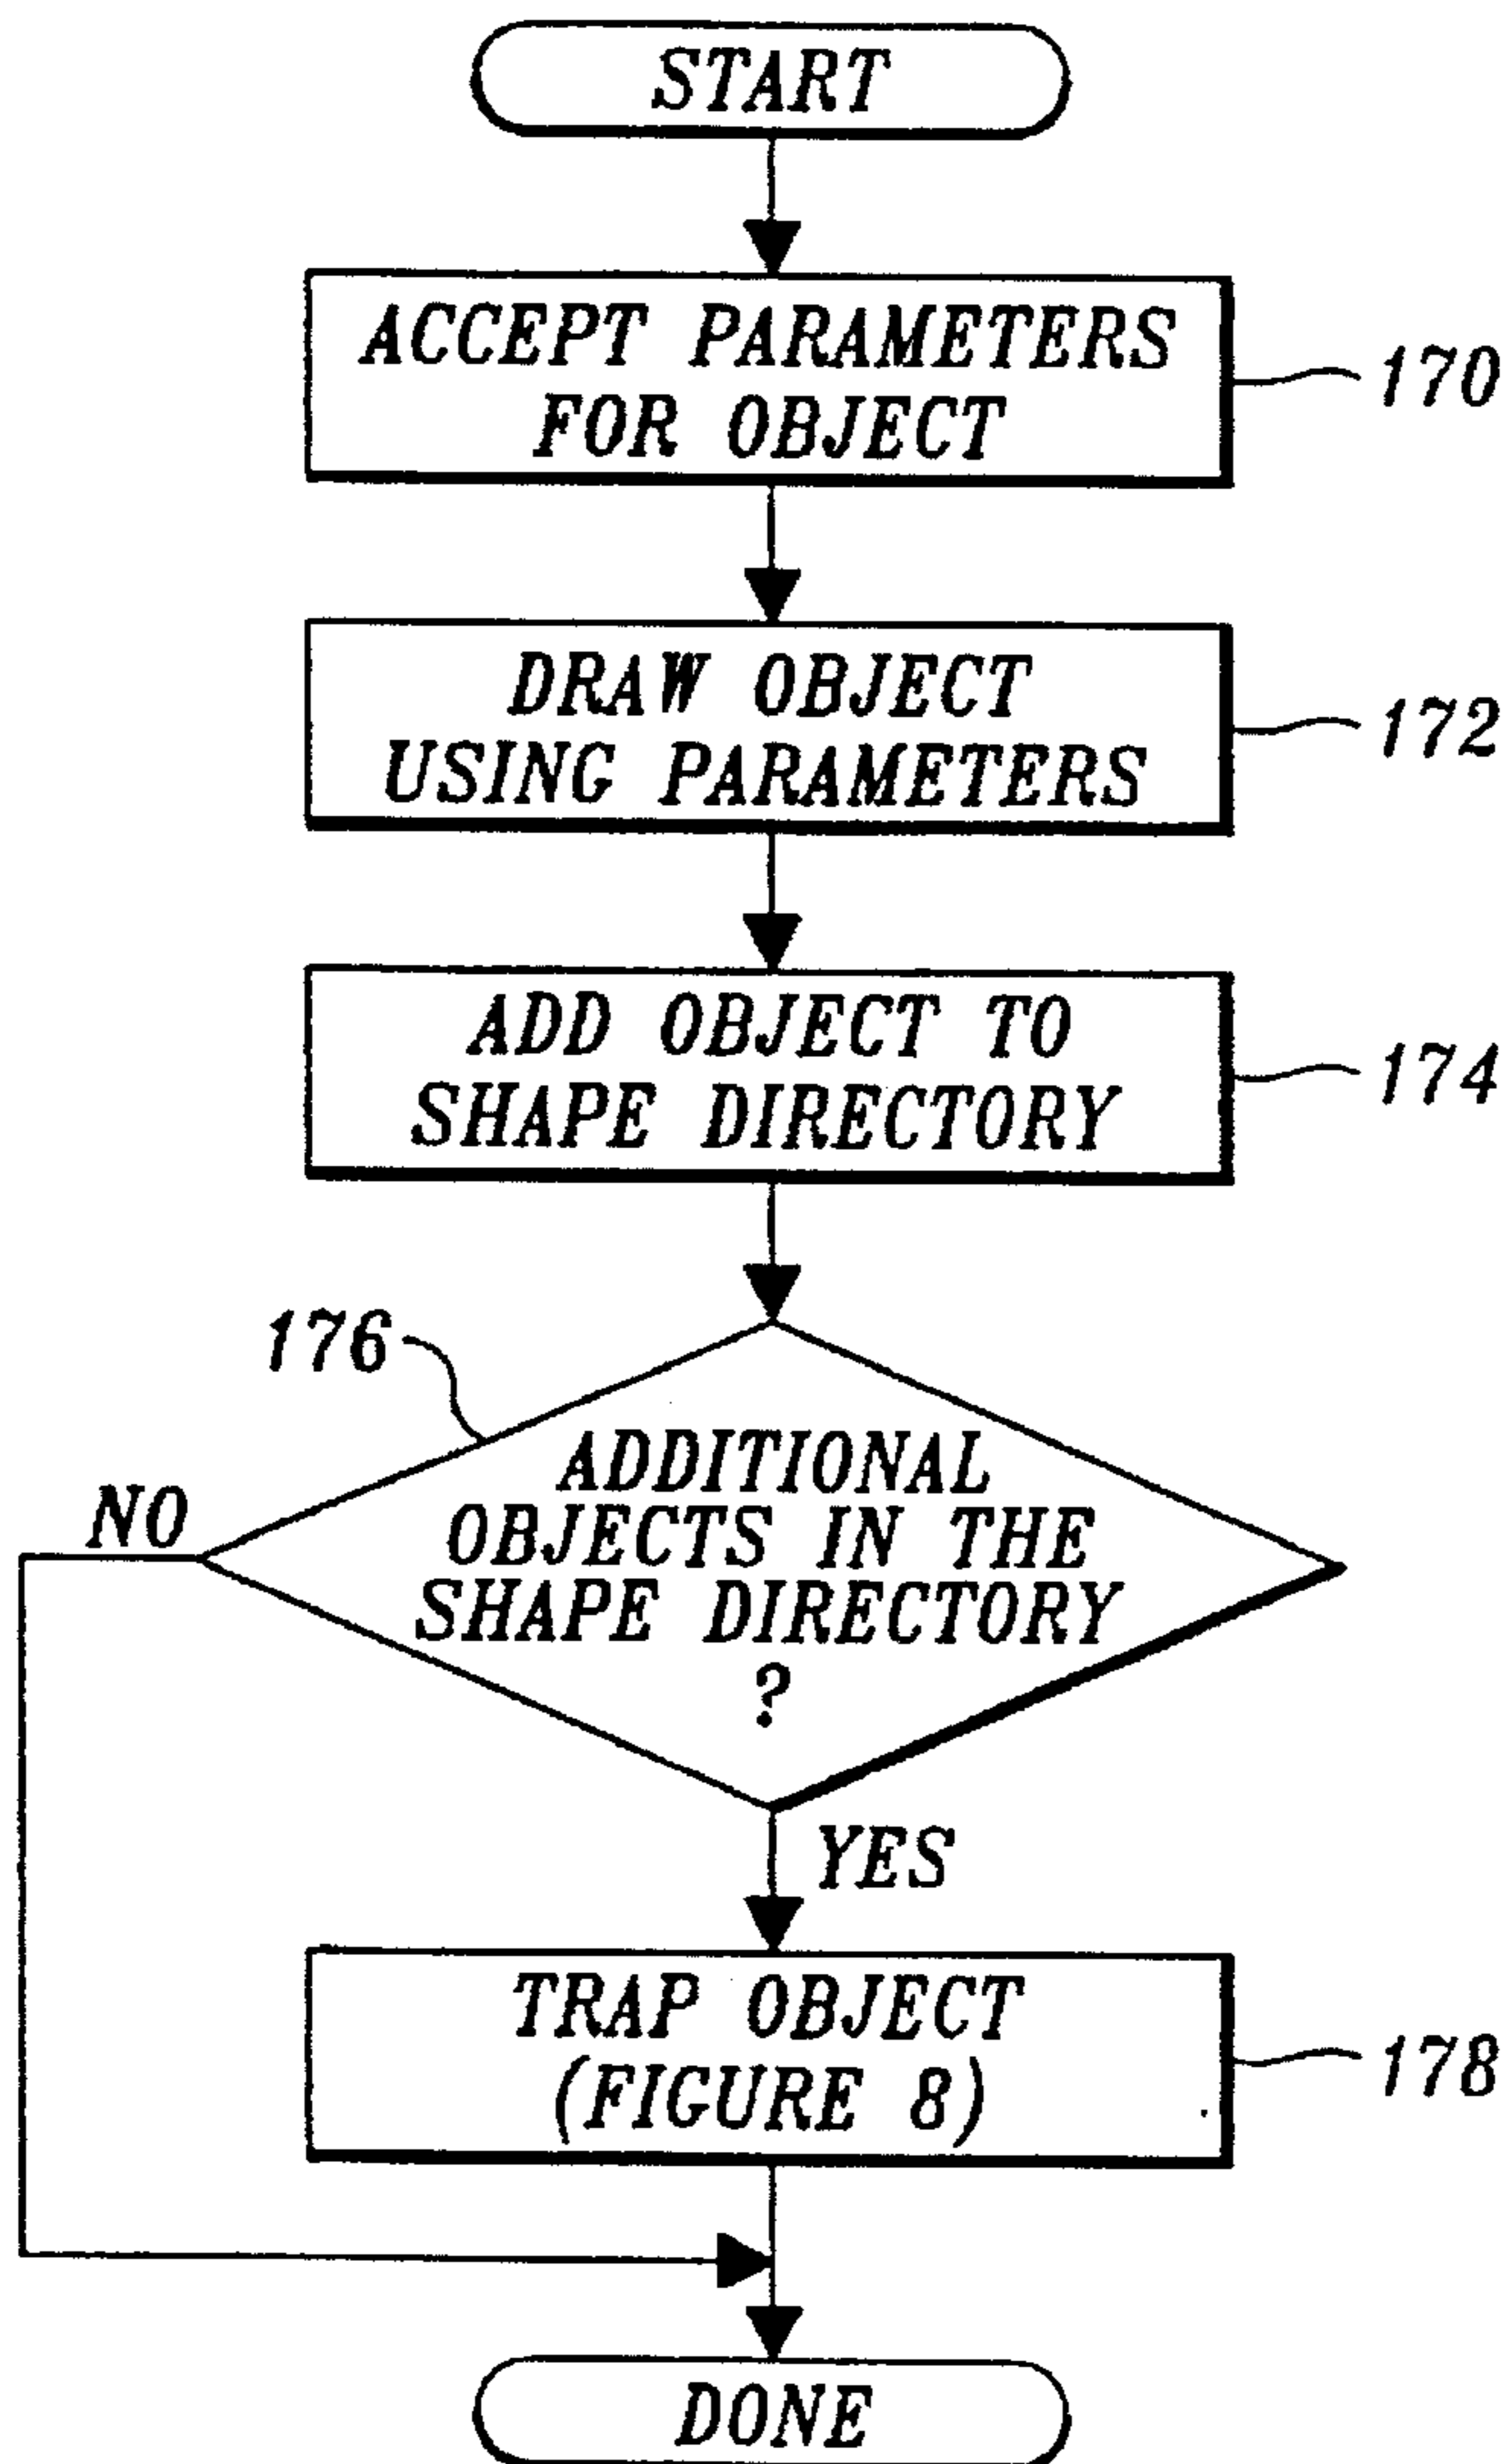 START
ACCEPT PARAMETERS
FOR OBJECT
170
DRAW OBJECT
USING PARAMETERS
172
ADD OBJECT TO
SHAPE DIRECTORY
174
176
ADDITIONAL
OBJECTS IN THE
SHAPE DIRECTORY
?
NO
YES
TRAP OBJECT
(FIGURE 8)
178
DONE